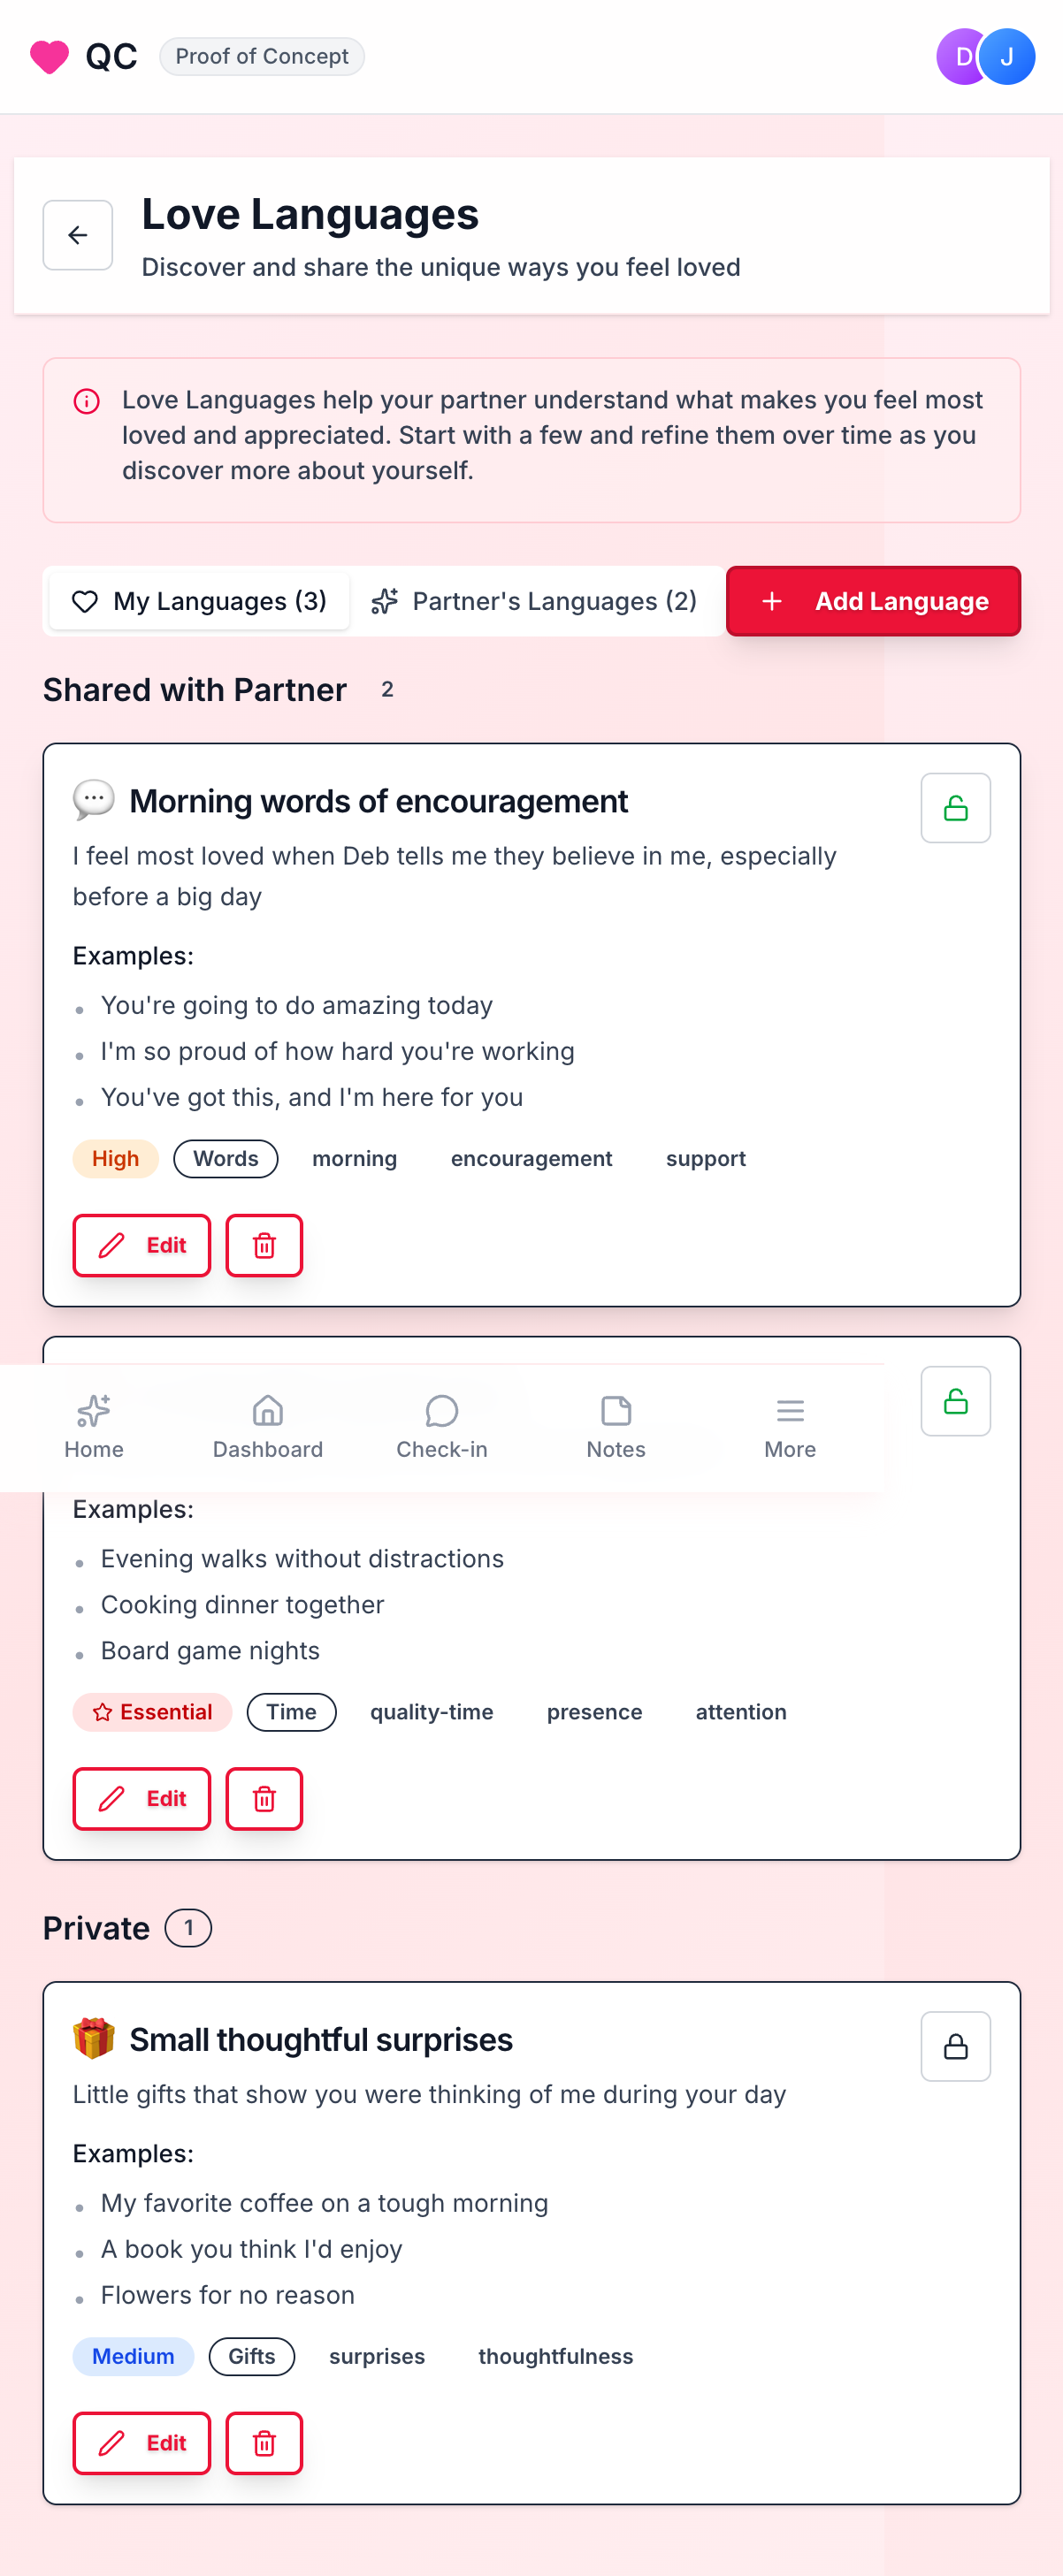 QC
Proof of Concept
D
J
Love Languages
Discover and share the unique ways you feel loved
Love Languages help your partner understand what makes you feel most
loved and appreciated. Start with a few and refine them over time as you
discover more about yourself.
My Languages (3)
Partner's Languages (2)
Add Language
Shared with Partner 2
Morning words of encouragement
I feel most loved when Deb tells me they believe in me, especially
before a big day
Examples:
You're going to do amazing today
I'm so proud of how hard you're working
You've got this, and I'm here for you
High Words morning encouragement support
Edit
Home Dashboard Check-in Notes More
Examples:
Evening walks without distractions
Cooking dinner together
Board game nights
Essential Time quality-time presence attention
Edit
Private 1
Small thoughtful surprises
Little gifts that show you were thinking of me during your day
Examples:
My favorite coffee on a tough morning
A book you think I'd enjoy
Flowers for no reason
Medium Gifts surprises thoughtfulness
Edit